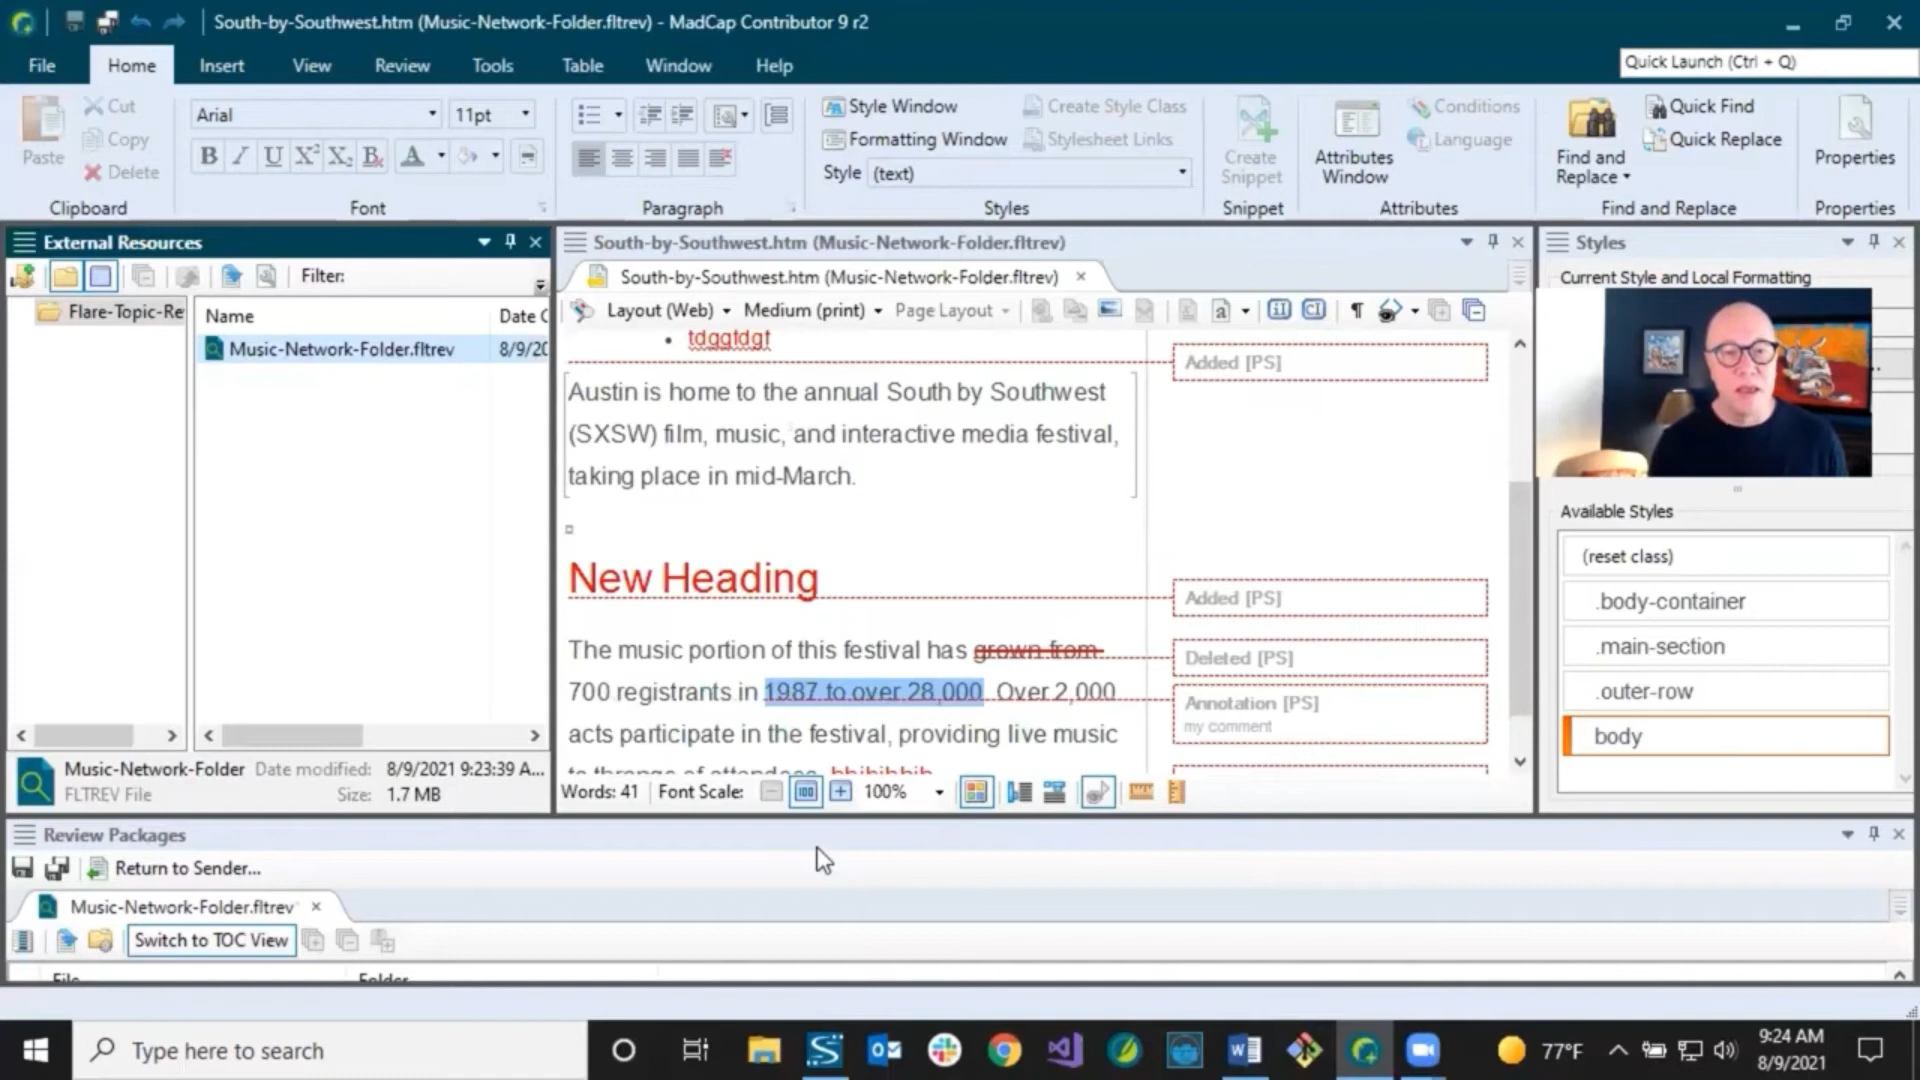 South-by-Southwest.htm (Music-Network-Folder.fltrev) - MadCap Contributor 9 r2
File Home Insert View Review Tools Table Window Help
Quick Launch (Ctrl + Q)
Paste
Cut
Copy
Delete
Clipboard
Arial 11pt
B I U X² X₂ B
Font
Paragraph
Style Window
Formatting Window
Style (text)
Create Style Class
Stylesheet Links
Styles
Create
Snippet
Snippet
Attributes
Window
Conditions
Language
Attributes
Find and
Replace
Quick Find
Quick Replace
Find and Replace
Properties
Properties
External Resources
Filter:
Flare-Topic-Re
Name Date C
Music-Network-Folder.fltrev 8/9/20
Music-Network-Folder Date modified: 8/9/2021 9:23:39 A...
FLTREV File Size: 1.7 MB
South-by-Southwest.htm (Music-Network-Folder.fltrev)
South-by-Southwest.htm (Music-Network-Folder.fltrev)
Layout (Web) Medium (print) Page Layout
Added [PS]
Austin is home to the annual South by Southwest
(SXSW) film, music, and interactive media festival,
taking place in mid-March.
New Heading
Added [PS]
The music portion of this festival has grown from
Deleted [PS]
700 registrants in 1987 to over 28,000. Over 2,000
Annotation [PS]
my comment
acts participate in the festival, providing live music
Words: 41 Font Scale: 100%
Styles
Current Style and Local Formatting
Available Styles
(reset class)
.body-container
.main-section
.outer-row
body
Review Packages
Return to Sender...
Music-Network-Folder.fltrev
Switch to TOC View
File Folder
Type here to search
77°F
9:24 AM
8/9/2021